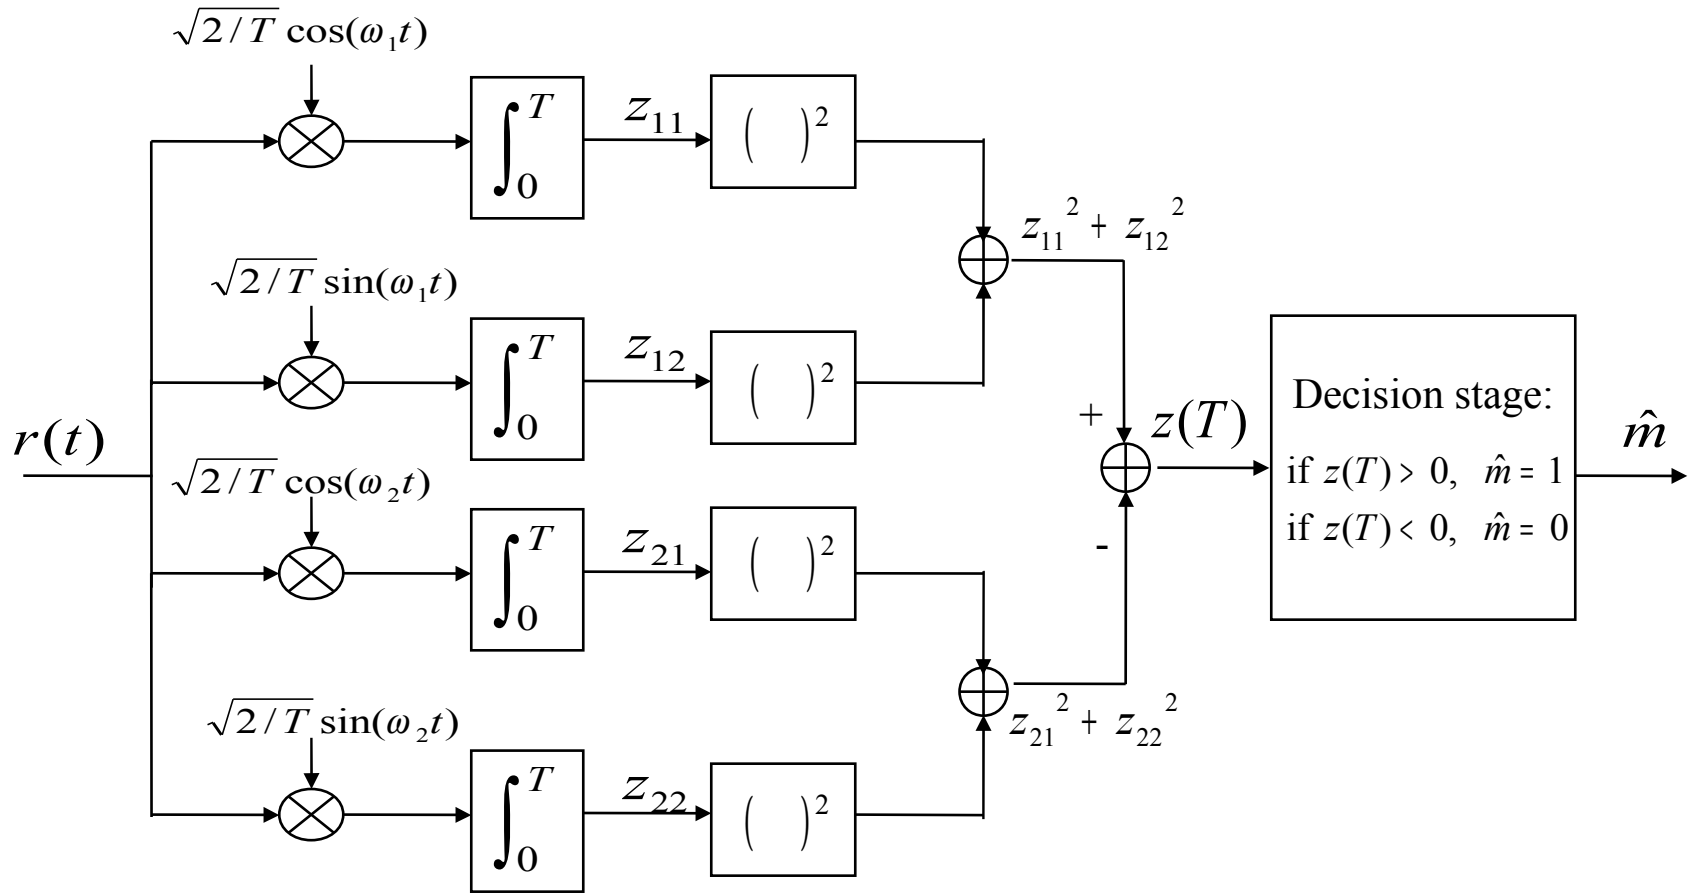 √2/T cos(ω₁t)
∫₀ᵀ
z₁₁
( )²
z₁₁² + z₁₂²
√2/T sin(ω₁t)
∫₀ᵀ
z₁₂
( )²
r(t)
+
z(T)
Decision stage:
if z(T) > 0, m̂ = 1
if z(T) < 0, m̂ = 0
m̂
√2/T cos(ω₂t)
∫₀ᵀ
z₂₁
( )²
-
z₂₁² + z₂₂²
√2/T sin(ω₂t)
∫₀ᵀ
z₂₂
( )²